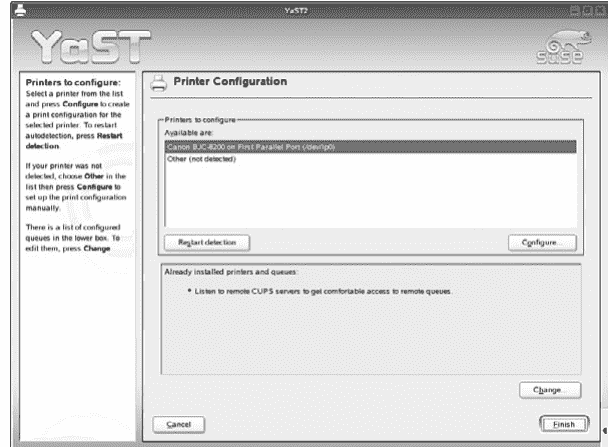 YaST2
YaST
SUSE
Printers to configure:
Select a printer from the list
and press Configure to create
a print configuration for the
selected printer. To restart
autodetection, press Restart
detection.
If your printer was not
detected, choose Other in the
list then press Configure to
set up the print configuration
manually.
There is a list of configured
queues in the lower box. To
edit them, press Change.
Printer Configuration
Printers to configure
Available are:
Canon BJC-8200 on First Parallel Port (/dev/lp0)
Other (not detected)
Restart detection
Configure...
Already installed printers and queues:
* Listen to remote CUPS servers to get comfortable access to remote queues.
Change...
Cancel
Finish